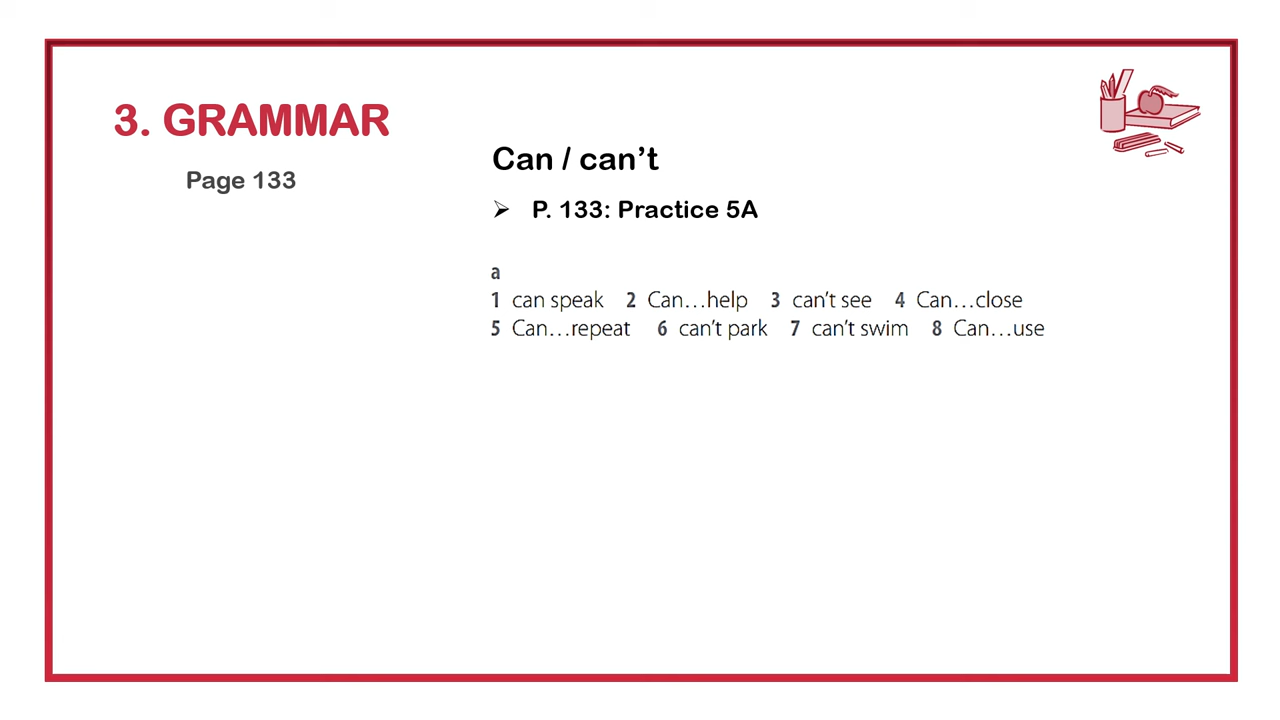 3. GRAMMAR
Page 133
Can / can’t
➢ P. 133: Practice 5A
a
1 can speak 2 Can…help 3 can’t see 4 Can…close
5 Can…repeat 6 can’t park 7 can’t swim 8 Can…use